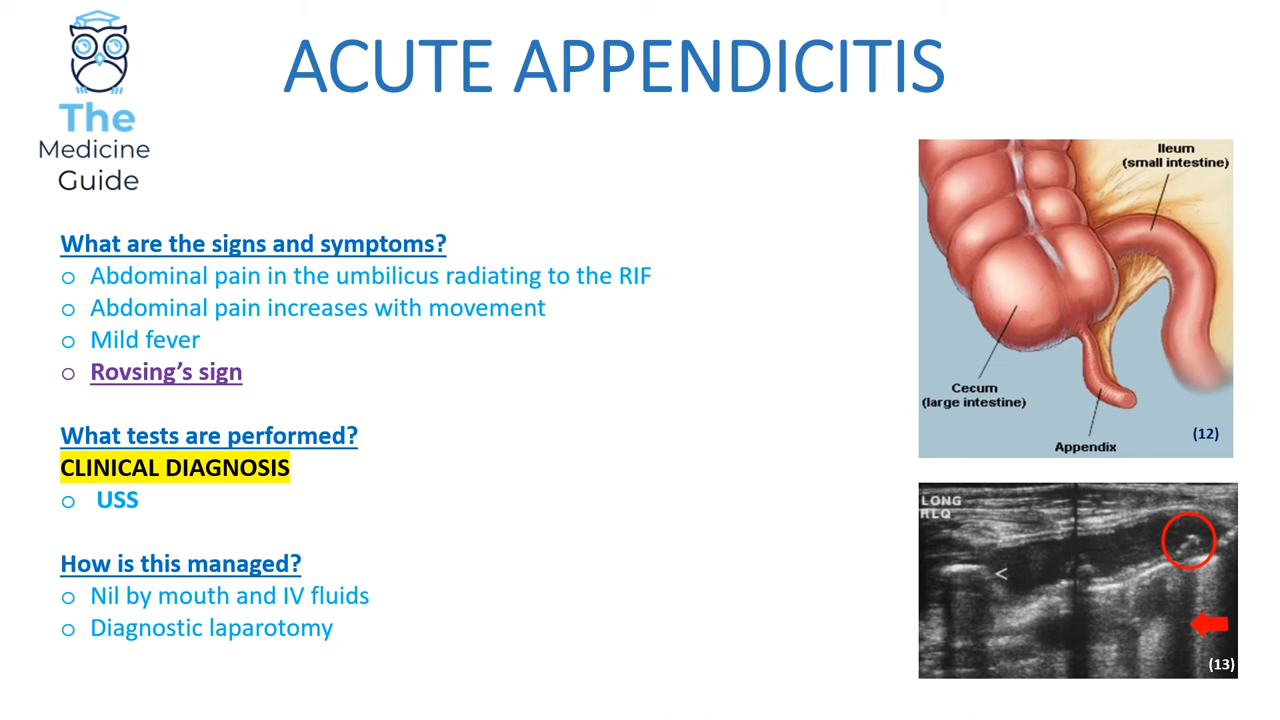 The
Medicine
Guide
ACUTE APPENDICITIS
What are the signs and symptoms?
o Abdominal pain in the umbilicus radiating to the RIF
o Abdominal pain increases with movement
o Mild fever
o Rovsing’s sign
What tests are performed?
CLINICAL DIAGNOSIS
o USS
How is this managed?
o Nil by mouth and IV fluids
o Diagnostic laparotomy
Ileum
(small intestine)
Cecum
(large intestine)
Appendix
(12)
LONG
RLQ
<
(13)